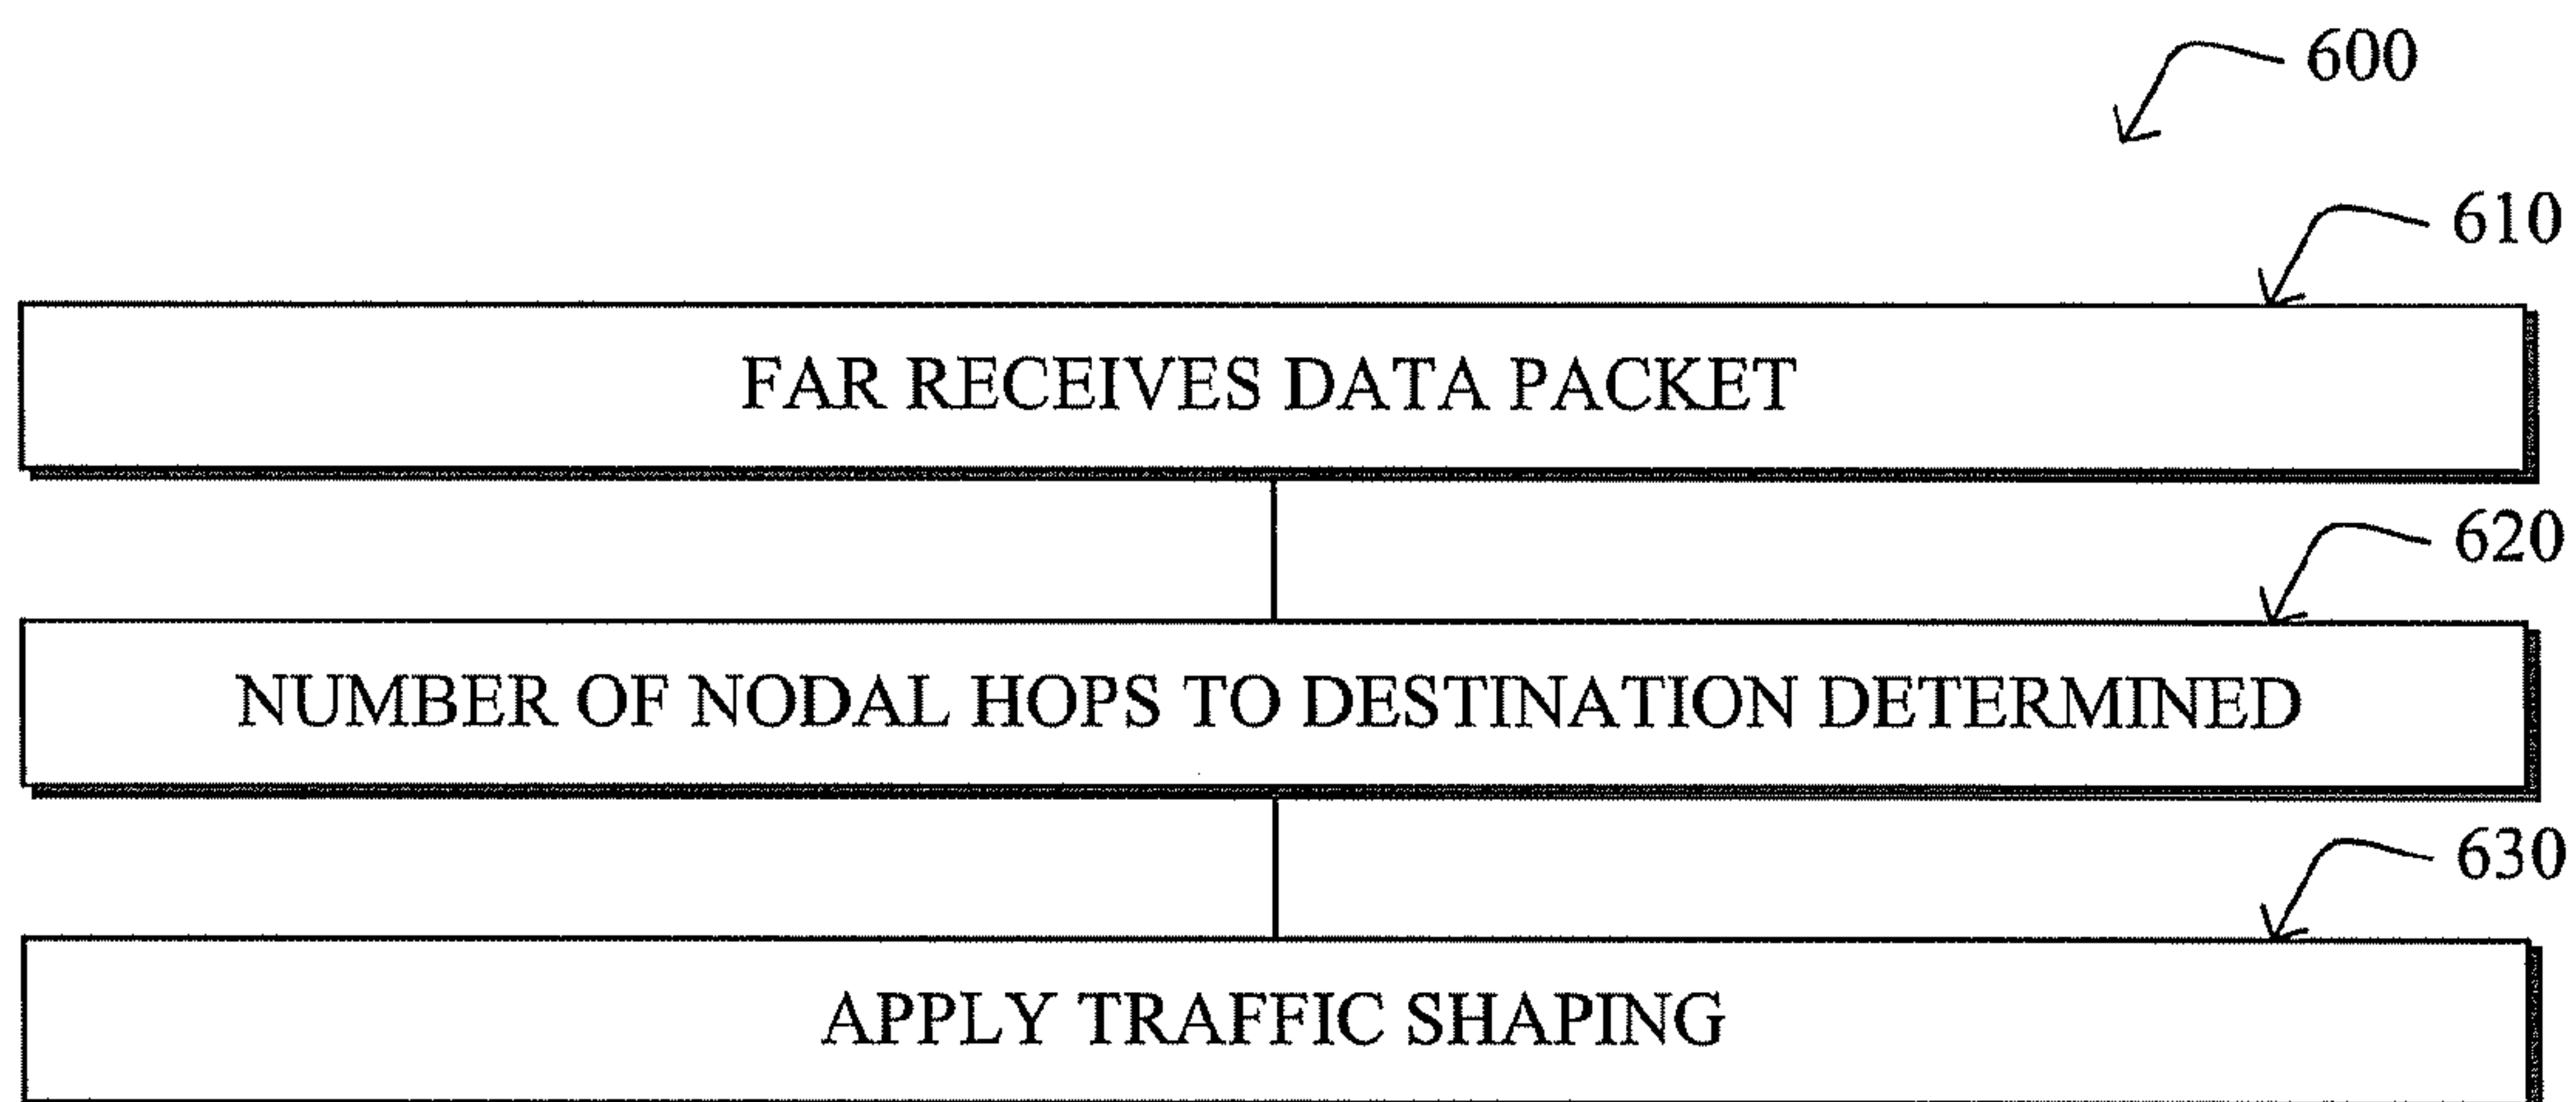 600
610
FAR RECEIVES DATA PACKET
620
NUMBER OF NODAL HOPS TO DESTINATION DETERMINED
630
APPLY TRAFFIC SHAPING